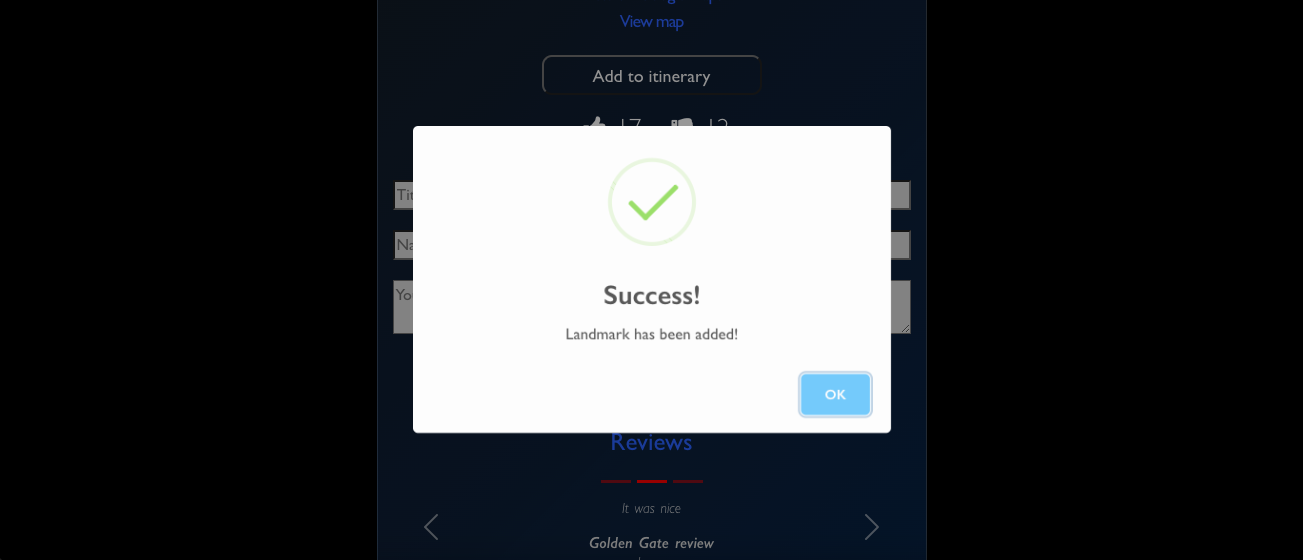 View map
Add to itinerary
17 12
Tit
Na
Yo
Success!
Landmark has been added!
OK
Reviews
It was nice
Golden Gate review